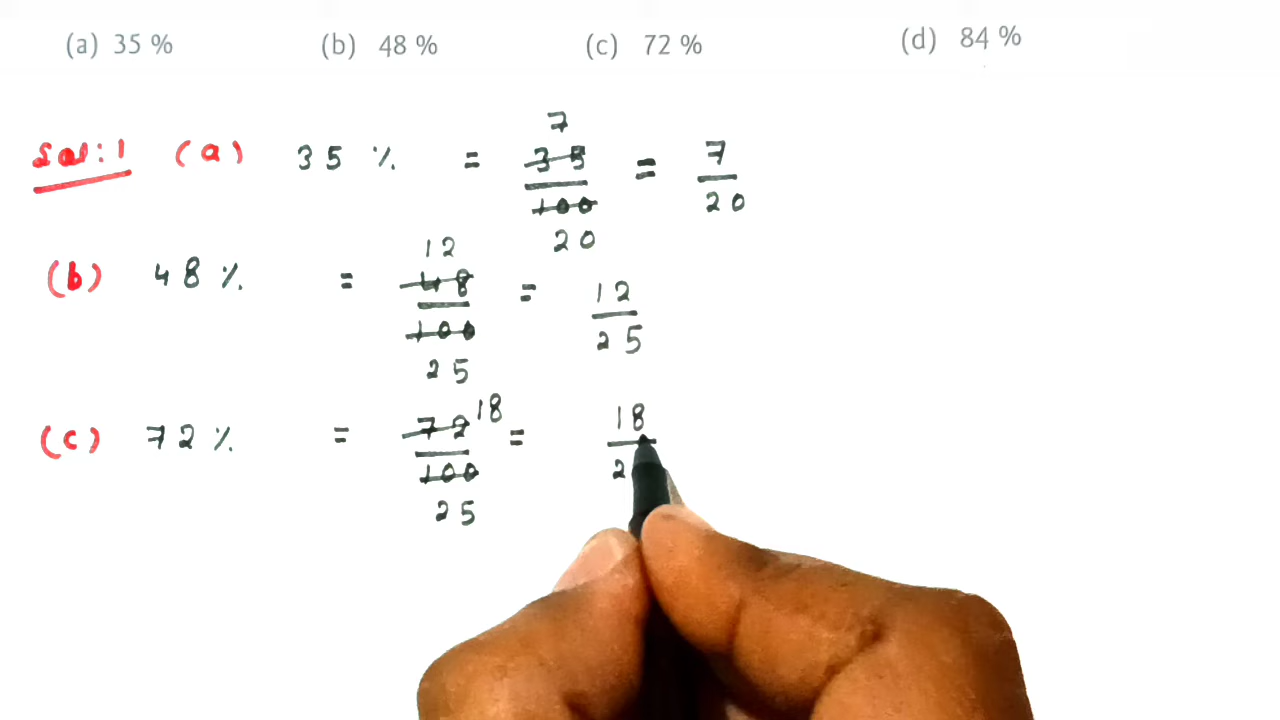 (a) 35 % (b) 48 % (c) 72 % (d) 84 %
7
Sol:1 (a) 35 % = 35/100 = 7/20
20
12
(b) 48 % = 48/100 = 12/25
25
(c) 72 % = 72/100 18 = 18/2
25